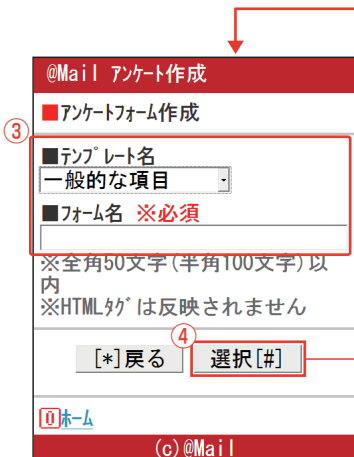 @Mail ｱﾝｹｰﾄ作成
■ｱﾝｹｰﾄﾌｫｰﾑ作成
③
■ﾃﾝﾌﾟﾚｰﾄ名
一般的な項目
■ﾌｫｰﾑ名 ※必須
※全角50文字(半角100文字)以
内
※HTMLﾀｸﾞは反映されません
④
[*]戻る 選択[#]
0ﾎｰﾑ
(c)@Mail